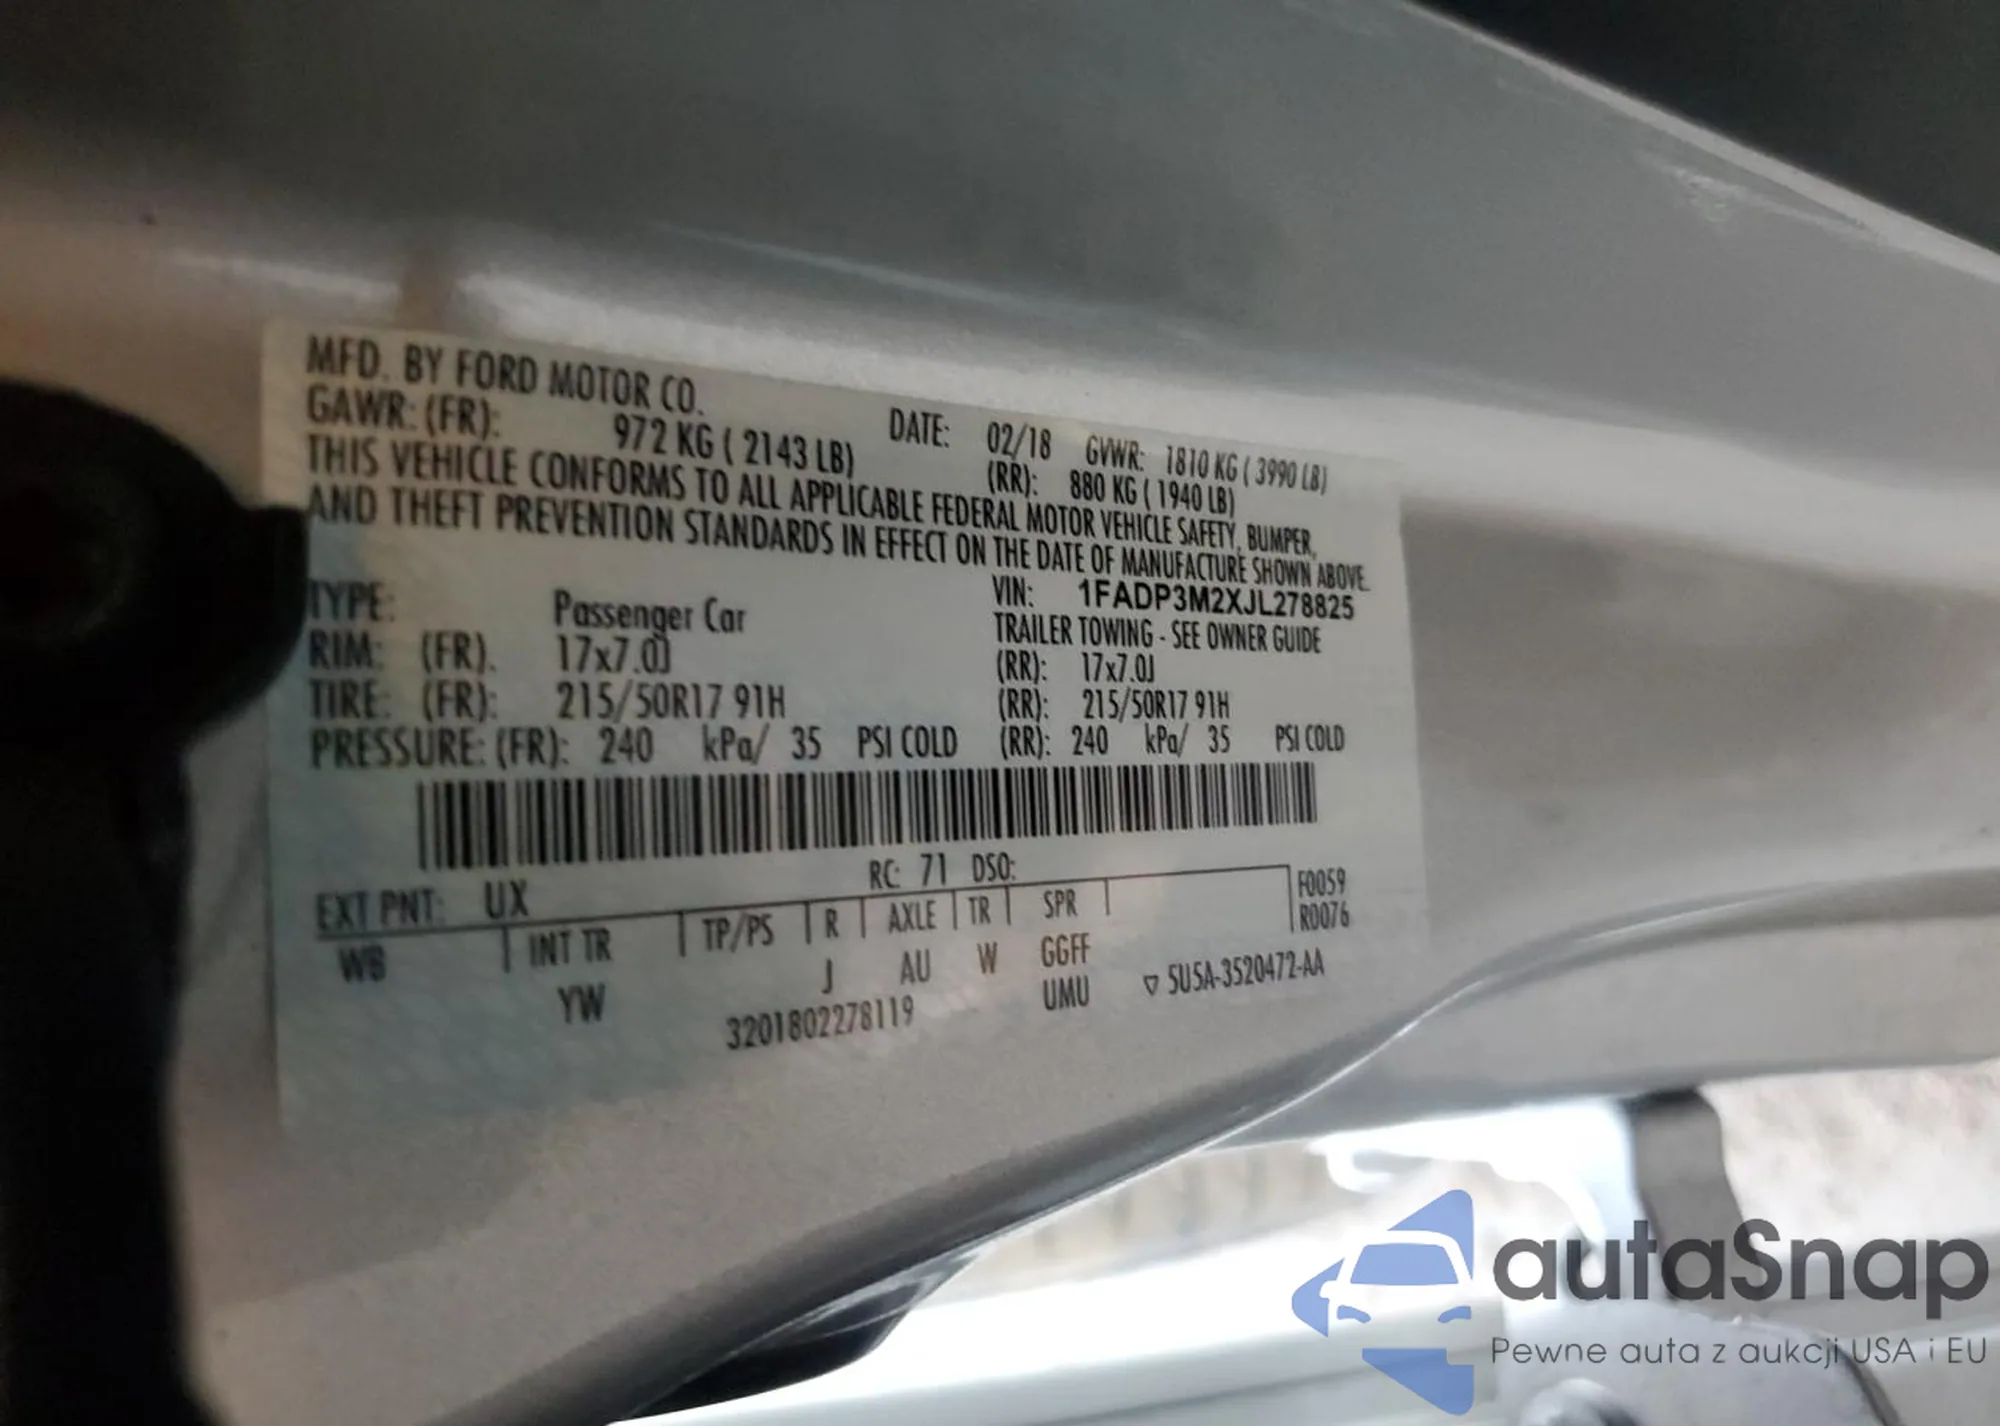 MFD. BY FORD MOTOR CO.
DATE: 02/18 GVWR: 1810 KG ( 3990 LB)
GAWR: (FR): 972 KG ( 2143 LB) (RR): 880 KG ( 1940 LB)
THIS VEHICLE CONFORMS TO ALL APPLICABLE FEDERAL MOTOR VEHICLE SAFETY, BUMPER,
AND THEFT PREVENTION STANDARDS IN EFFECT ON THE DATE OF MANUFACTURE SHOWN ABOVE.
VIN: 1FADP3M2XJL278825
TYPE: Passenger Car TRAILER TOWING - SEE OWNER GUIDE
RIM: (FR). 17x7.0J (RR): 17x7.0J
TIRE: (FR): 215/50R17 91H (RR): 215/50R17 91H
PRESSURE: (FR): 240 kPa/ 35 PSI COLD (RR): 240 kPa/ 35 PSI COLD
EXT PNT: UX RC: 71 DSO: F0059
WB INT TR TP/PS R AXLE TR SPR R0076
YW J AU W GGFF
3201802278119 UMU ▽ 5U5A-3520472-AA
autaSnap
Pewne auta z aukcji USA i EU